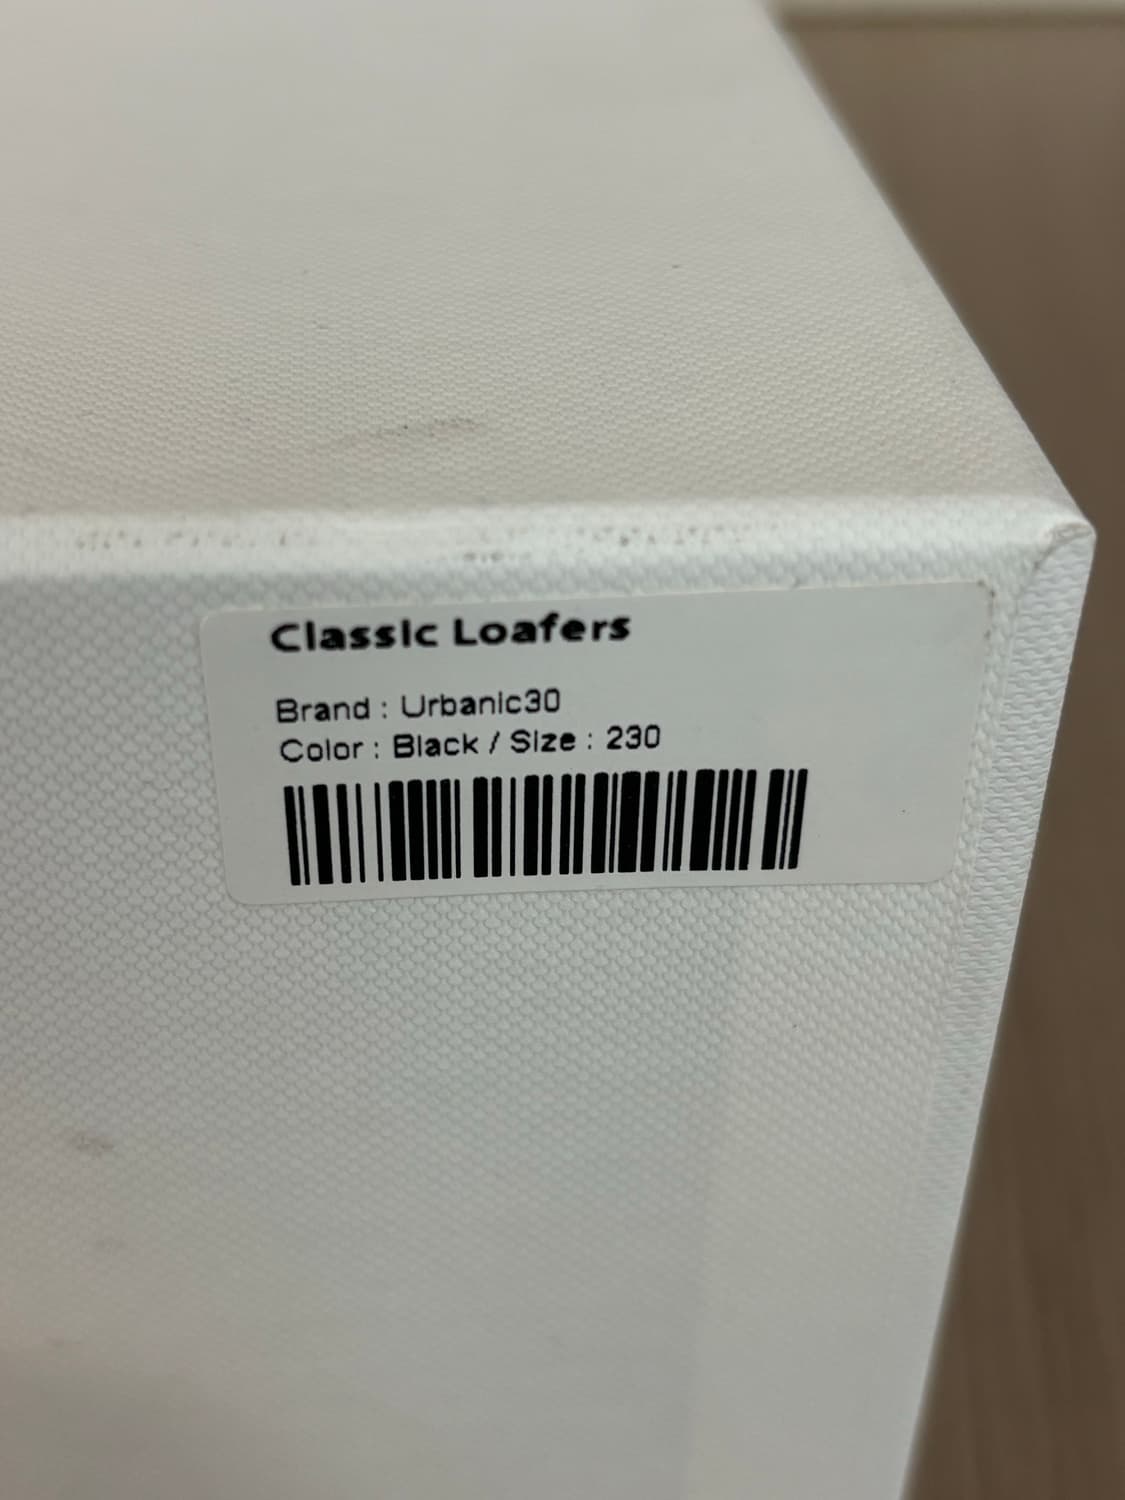 Classic Loafers
Brand : Urbanic30
Color : Black / Size : 230